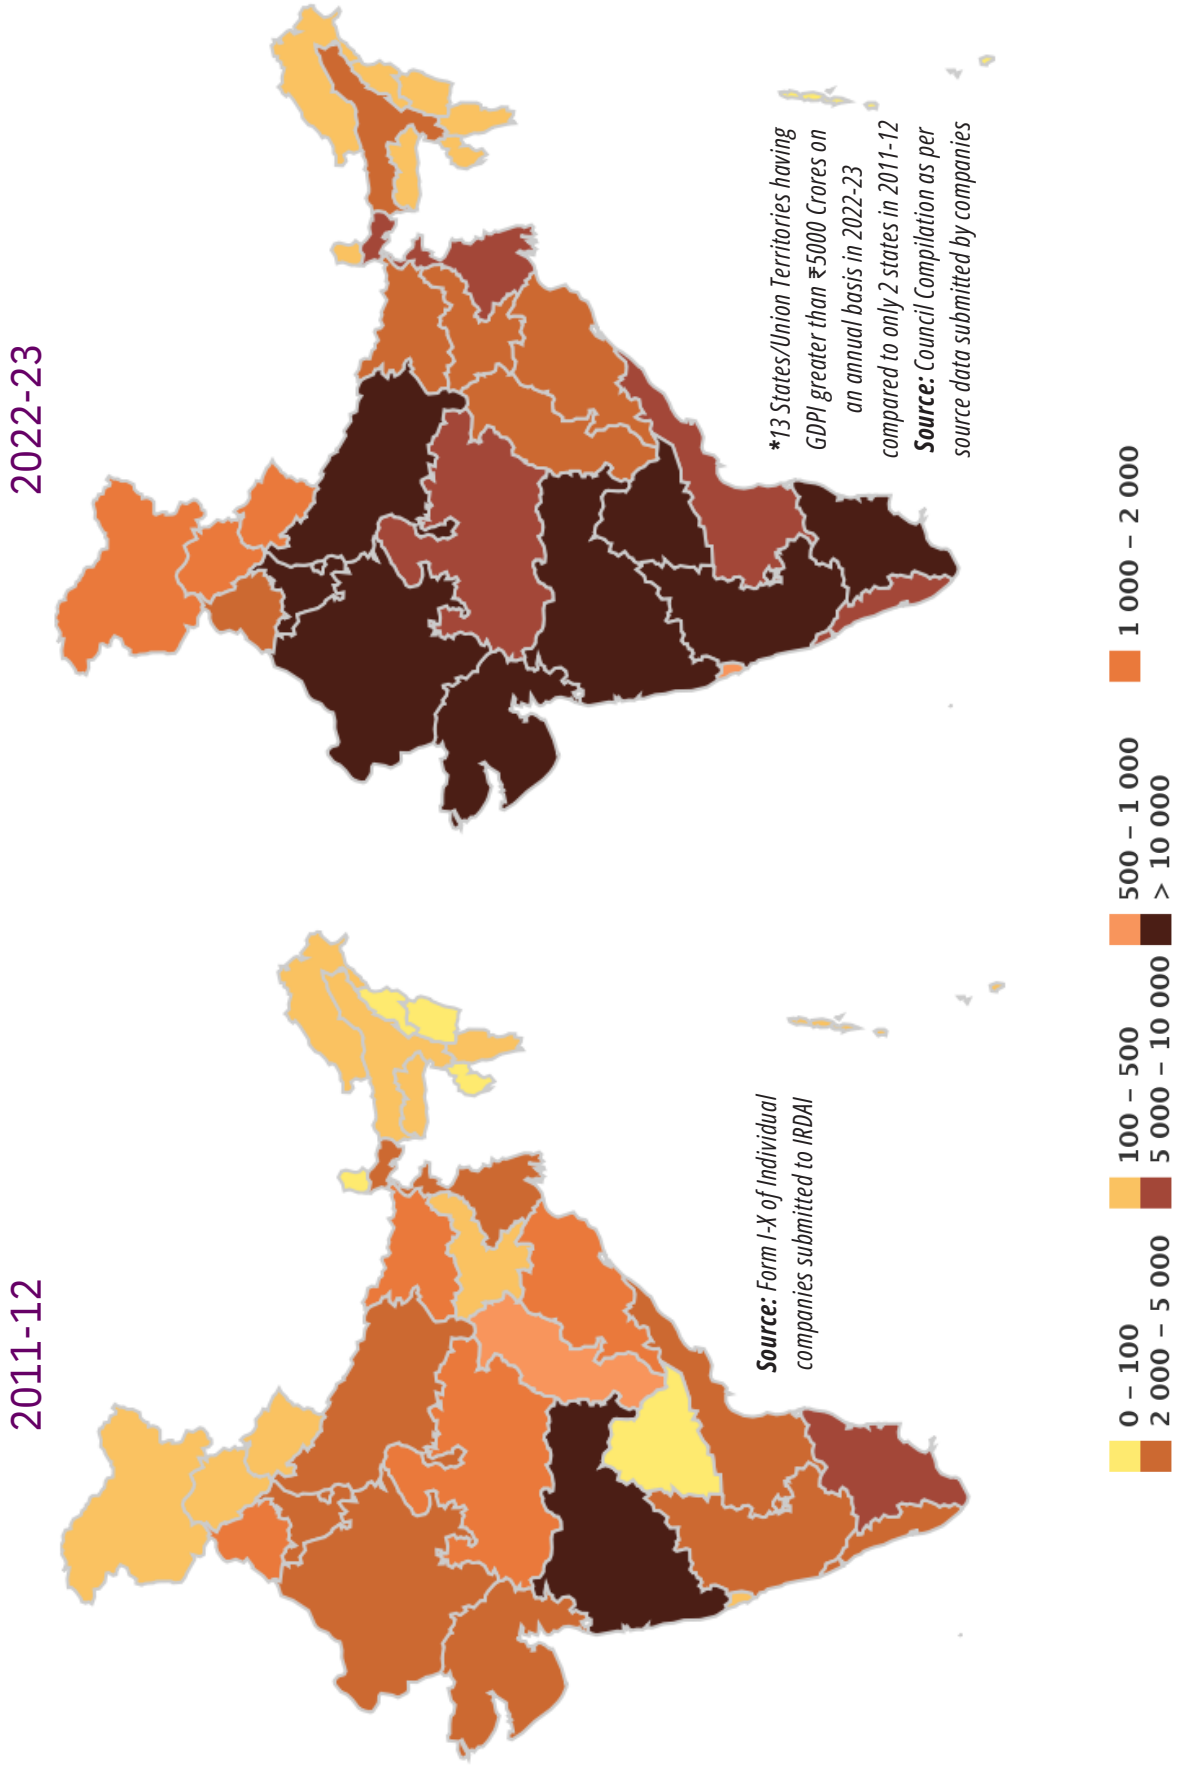 2011-12
2022-23
Source: Form I-X of Individual
companies submitted to IRDAI
*13 States/Union Territories having
GDPI greater than ₹5000 Crores on
an annual basis in 2022-23
compared to only 2 states in 2011-12
Source: Council Compilation as per
source data submitted by companies
0 – 100
100 – 500
500 – 1 000
1 000 – 2 000
2 000 – 5 000
5 000 – 10 000
> 10 000